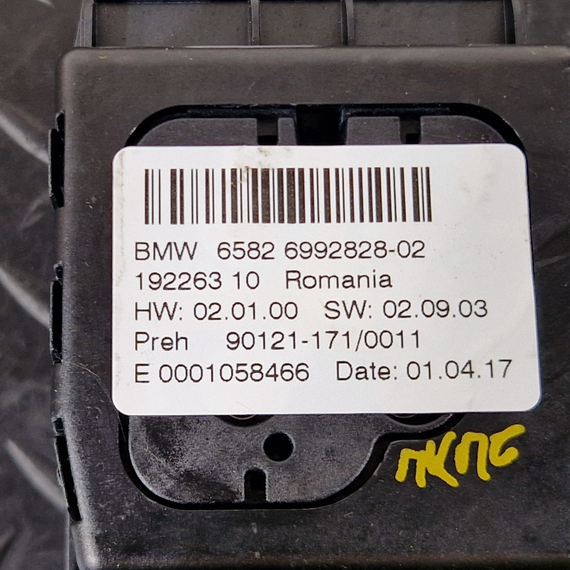 BMW 6582 6992828-02
192263 10 Romania
HW: 02.01.00 SW: 02.09.03
Preh 90121-171/0011
E 0001058466 Date: 01.04.17